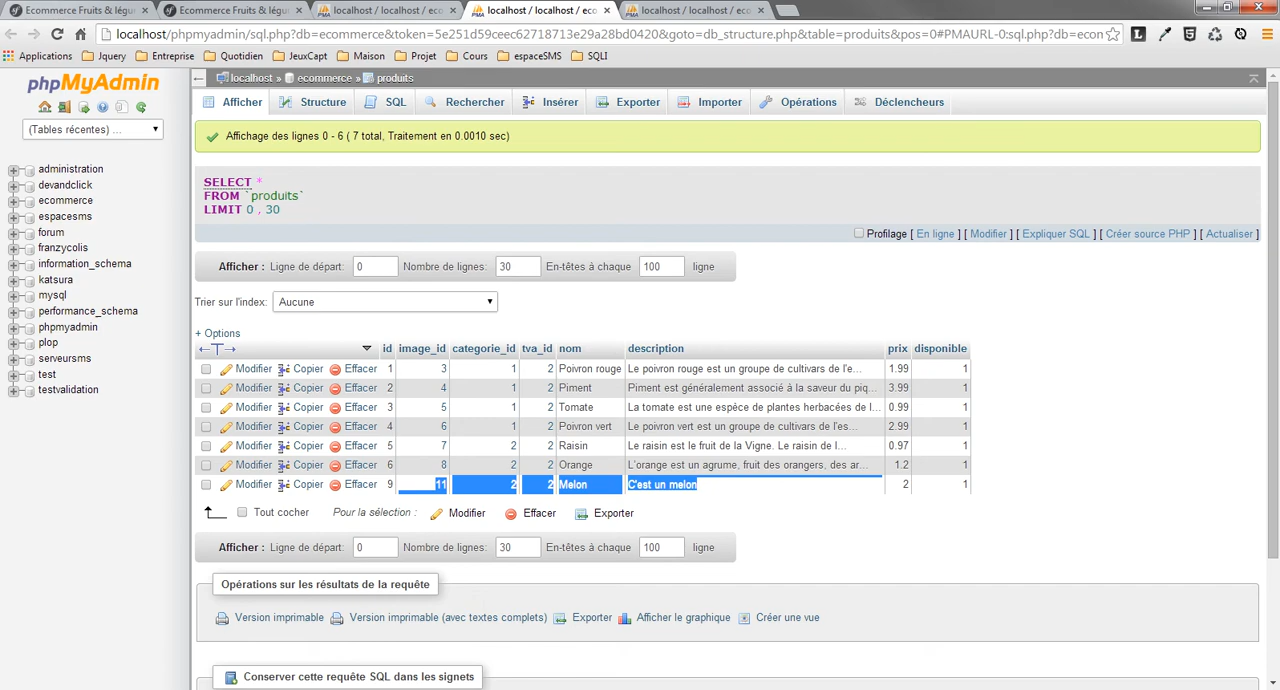 Ecommerce Fruits & légu × Ecommerce Fruits & légu × localhost / localhost / ec × localhost / localhost / eco × localhost / localhost / eco ×
localhost/phpmyadmin/sql.php?db=ecommerce&token=5e251d59ce6e62718713e29a28bd0420&goto=db_structure.php&table=produits&pos=0#PMAURL-0:sql.php?db=econ
Applications Jquery Entreprise Quotidien JeuxCapt Maison Projet Cours espaceSMS SQLI
phpMyAdmin
(Tables récentes) ...
administration
devandclick
ecommerce
espacesms
forum
franzycolis
information_schema
katsura
mysql
performance_schema
phpmyadmin
plop
serveursms
test
testvalidation
localhost » ecommerce » produits
Afficher Structure SQL Rechercher Insérer Exporter Importer Opérations Déclencheurs
Affichage des lignes 0 - 6 ( 7 total, Traitement en 0.0010 sec)
SELECT *
FROM `produits`
LIMIT 0 , 30
Profilage [ En ligne ] [ Modifier ] [ Expliquer SQL ] [ Créer source PHP ] [ Actualiser ]
Afficher : Ligne de départ: 0 Nombre de lignes: 30 En-têtes à chaque 100 ligne
Trier sur l'index: Aucune
+ Options
←T→ id image_id categorie_id tva_id nom description prix disponible
Modifier Copier Effacer 1 3 1 2 Poivron rouge Le poivron rouge est un groupe de cultivars de l'e... 1.99 1
Modifier Copier Effacer 2 4 1 2 Piment Piment est généralement associé à la saveur du piq... 3.99 1
Modifier Copier Effacer 3 5 1 2 Tomate La tomate est une espèce de plantes herbacées de l... 0.99 1
Modifier Copier Effacer 4 6 1 2 Poivron vert Le poivron vert est un groupe de cultivars de l'es... 2.99 1
Modifier Copier Effacer 5 7 2 2 Raisin Le raisin est le fruit de la Vigne. Le raisin de l... 0.97 1
Modifier Copier Effacer 6 8 2 2 Orange L'orange est un agrume, fruit des orangers, des ar... 1.2 1
Modifier Copier Effacer 9 11 2 2 Melon C'est un melon 2 1
Tout cocher Pour la sélection : Modifier Effacer Exporter
Afficher : Ligne de départ: 0 Nombre de lignes: 30 En-têtes à chaque 100 ligne
Opérations sur les résultats de la requête
Version imprimable Version imprimable (avec textes complets) Exporter Afficher le graphique Créer une vue
Conserver cette requête SQL dans les signets